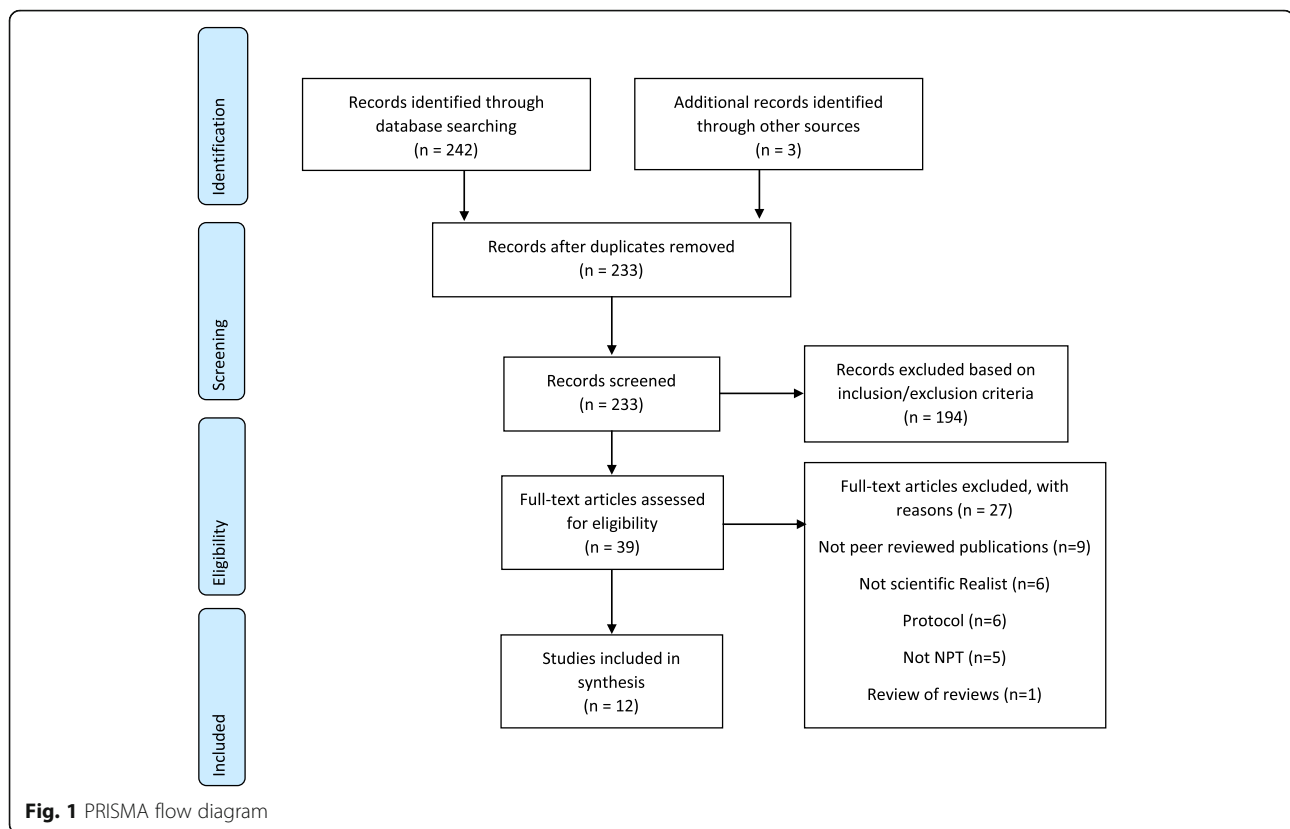 Identification
Records identified through
database searching
(n = 242)
Additional records identified
through other sources
(n = 3)
Screening
Records after duplicates removed
(n = 233)
Records screened
(n = 233)
Records excluded based on
inclusion/exclusion criteria
(n = 194)
Eligibility
Full-text articles assessed
for eligibility
(n = 39)
Full-text articles excluded, with
reasons (n = 27)
Not peer reviewed publications (n=9)
Not scientific Realist (n=6)
Protocol (n=6)
Not NPT (n=5)
Review of reviews (n=1)
Included
Studies included in
synthesis
(n = 12)
Fig. 1 PRISMA flow diagram